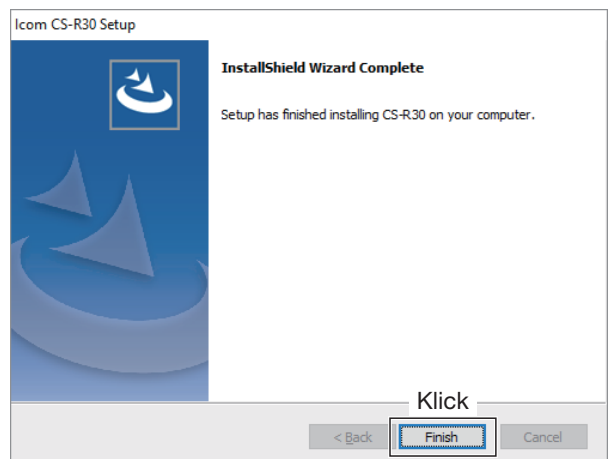 Icom CS-R30 Setup
InstallShield Wizard Complete
Setup has finished installing CS-R30 on your computer.
Klick
< Back Finish Cancel